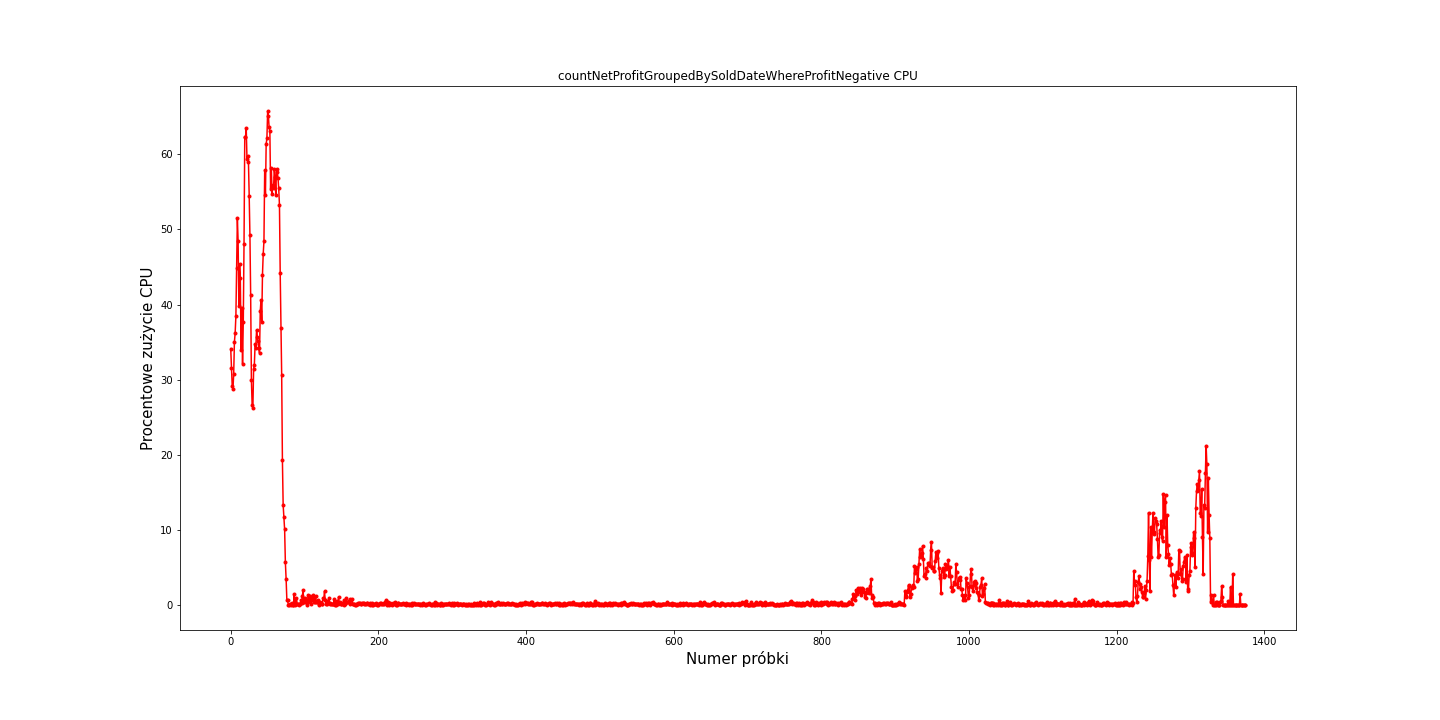 countNetProfitGroupedBySoldDateWhereProfitNegative CPU
60
50
40
30
20
10
0
Procentowe zużycie CPU
0 200 400 600 800 1000 1200 1400
Numer próbki